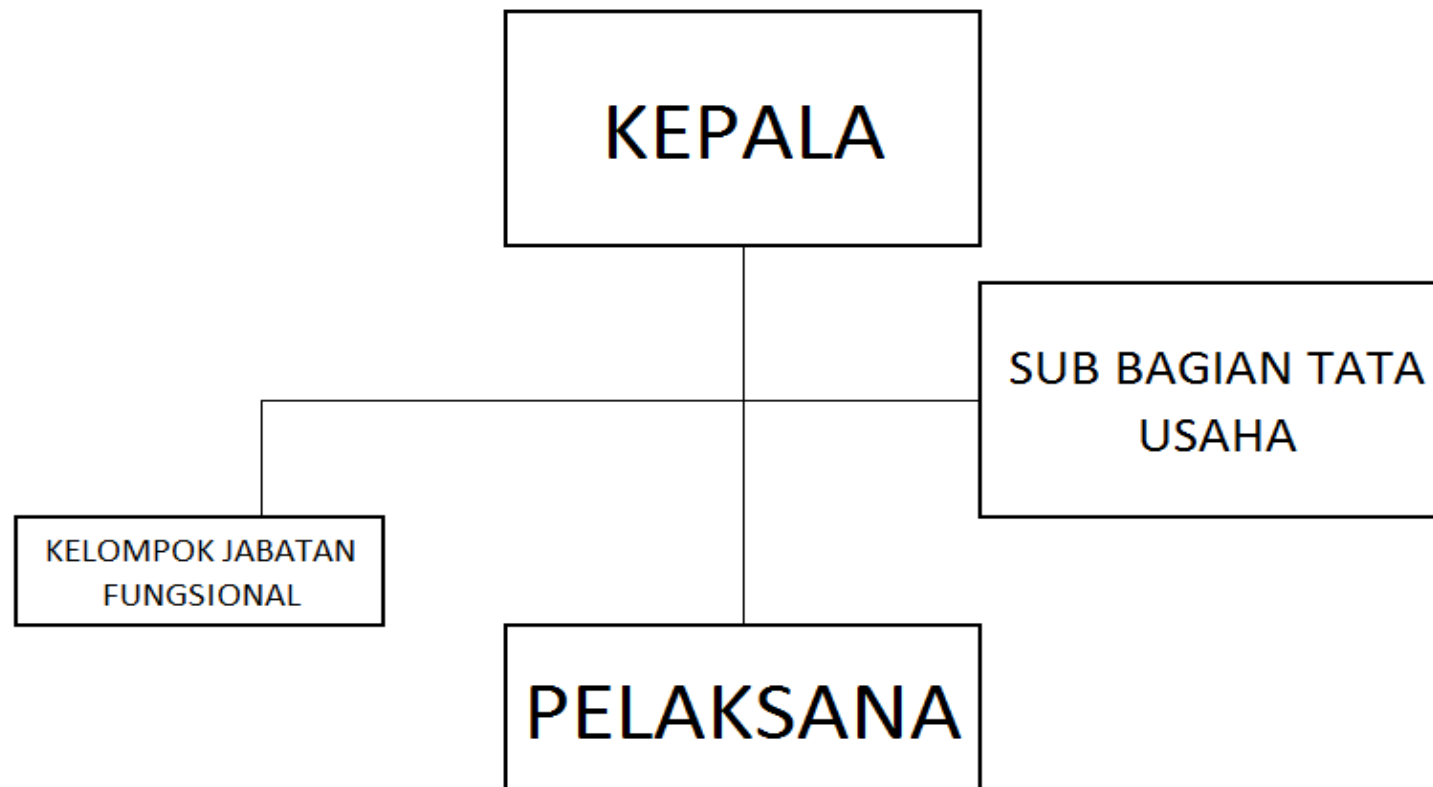 KEPALA
SUB BAGIAN TATA
USAHA
KELOMPOK JABATAN
FUNGSIONAL
PELAKSANA